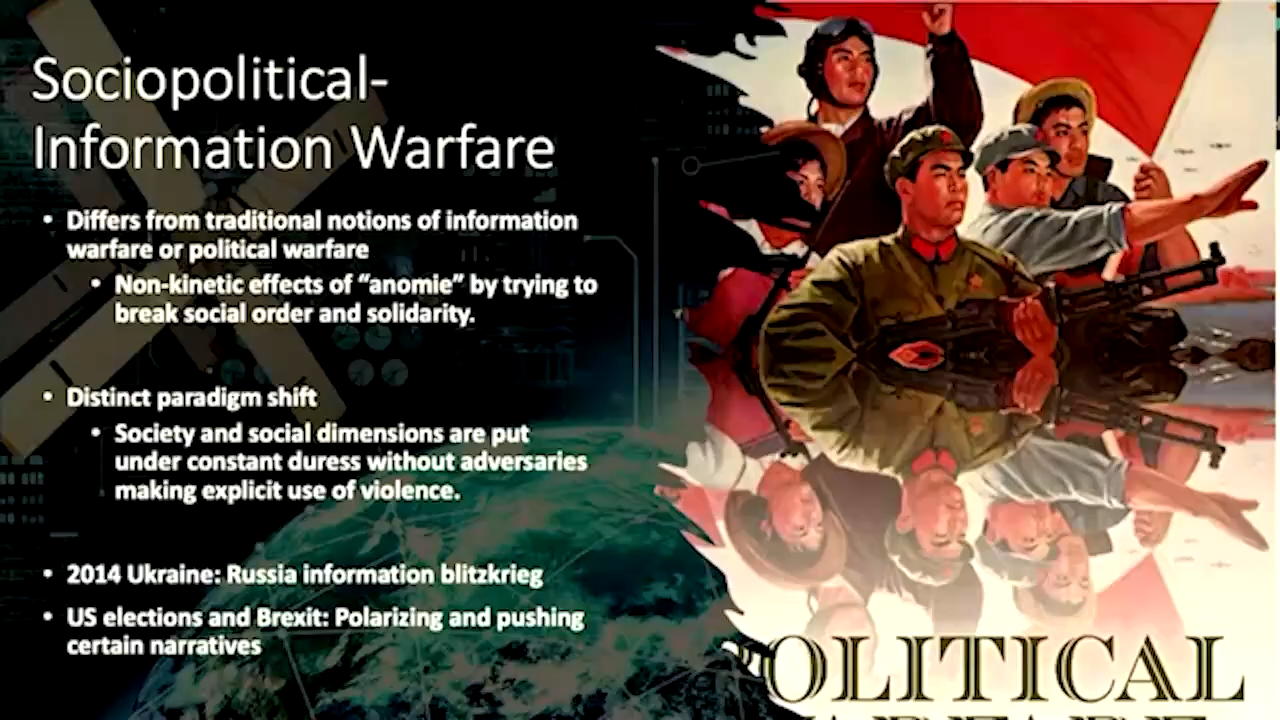 Sociopolitical-
Information Warfare
• Differs from traditional notions of information
warfare or political warfare
• Non-kinetic effects of “anomie” by trying to
break social order and solidarity.
• Distinct paradigm shift
• Society and social dimensions are put
under constant duress without adversaries
making explicit use of violence.
• 2014 Ukraine: Russia information blitzkrieg
• US elections and Brexit: Polarizing and pushing
certain narratives
POLITICAL